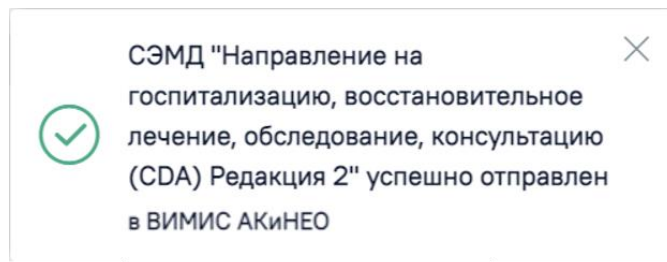 СЭМД "Направление на
госпитализацию, восстановительное
лечение, обследование, консультацию
(CDA) Редакция 2" успешно отправлен
в ВИМИС АКиНЕО